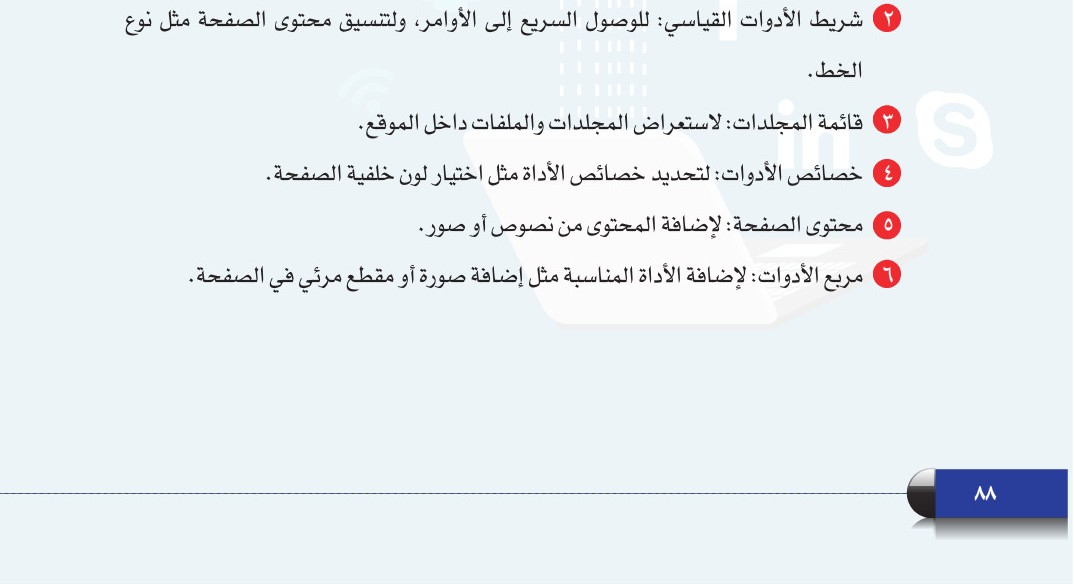 ٢ شريط الأدوات القياسي: للوصول السريع إلى الأوامر، ولتنسيق محتوى الصفحة مثل نوع
الخط.
٣ قائمة المجلدات: لاستعراض المجلدات والملفات داخل الموقع.
٤ خصائص الأدوات: لتحديد خصائص الأداة مثل اختيار لون خلفية الصفحة.
٥ محتوى الصفحة: لإضافة المحتوى من نصوص أو صور.
٦ مربع الأدوات: لإضافة الأداة المناسبة مثل إضافة صورة أو مقطع مرئي في الصفحة.
in
S
٨٨